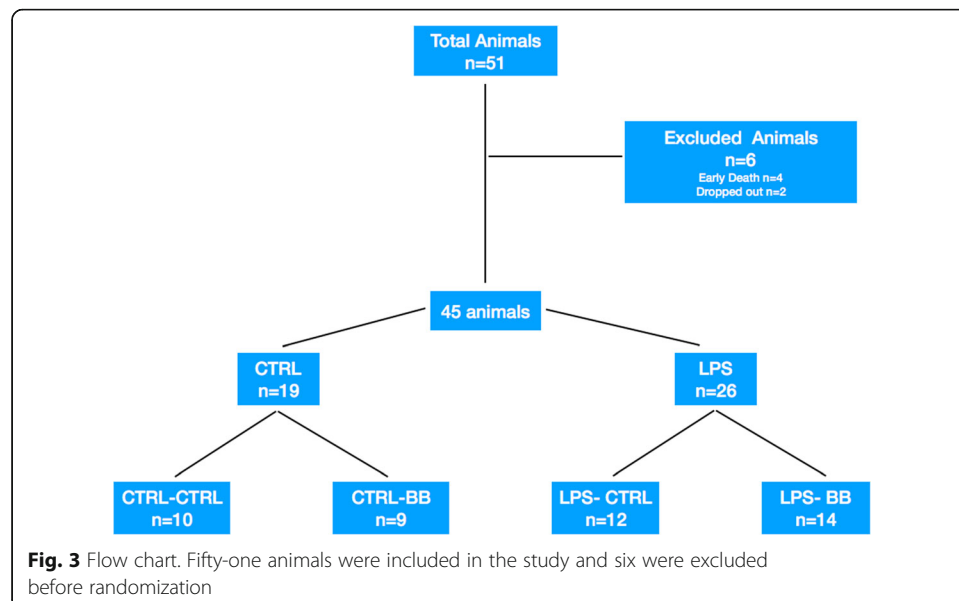 Total Animals
n=51
Excluded Animals
n=6
Early Death n=4
Dropped out n=2
45 animals
CTRL
n=19
LPS
n=26
CTRL-CTRL
n=10
CTRL-BB
n=9
LPS- CTRL
n=12
LPS- BB
n=14
Fig. 3 Flow chart. Fifty-one animals were included in the study and six were excluded
before randomization